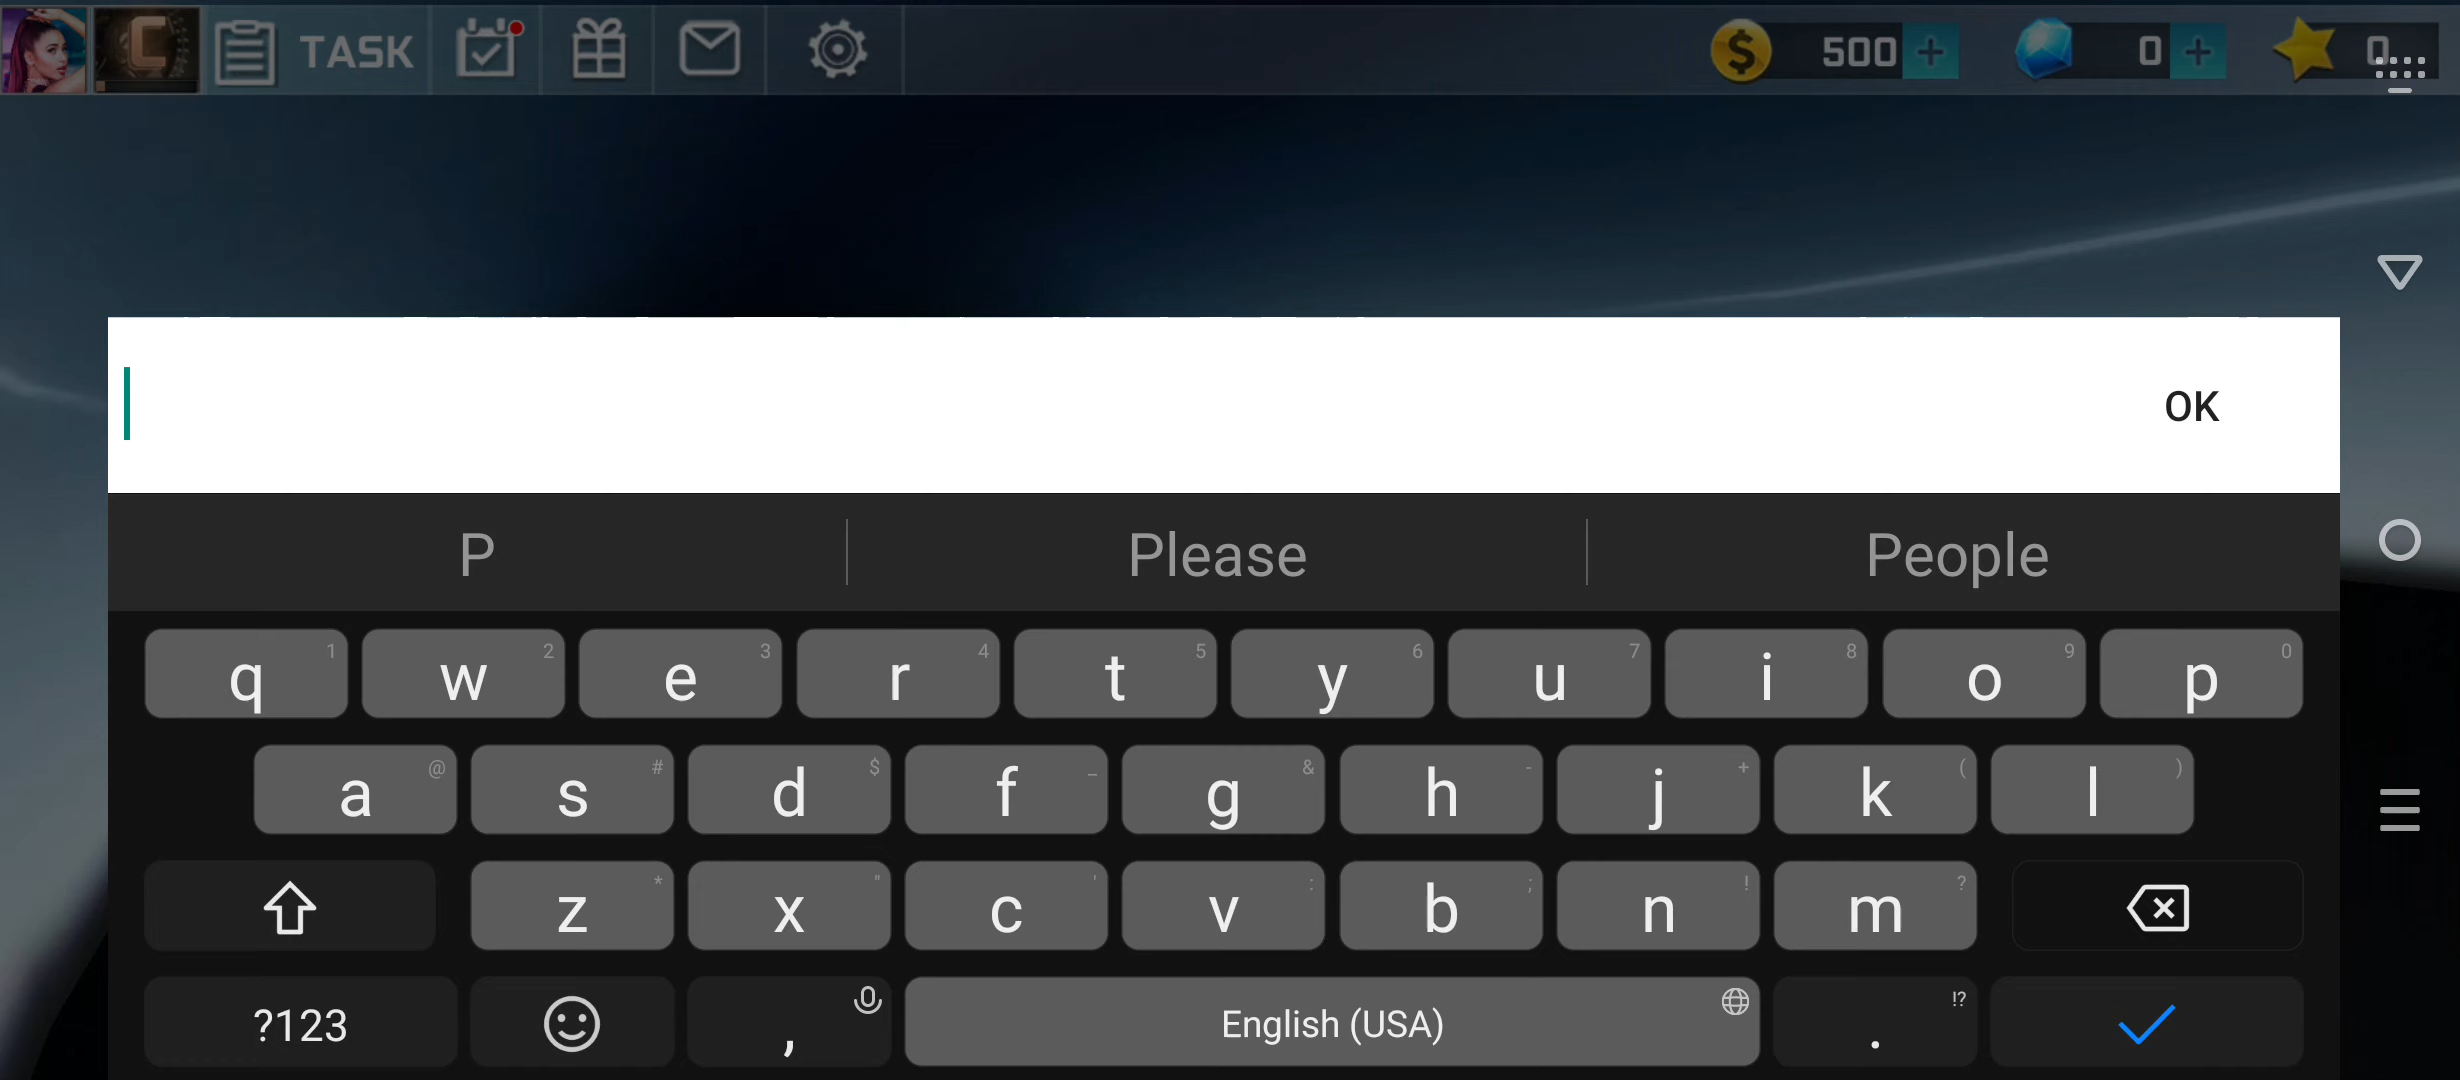 C TASK 500 + 0 + 0
OK
P Please People
q 1 w 2 e 3 r 4 t 5 y 6 u 7 i 8 o 9 p 0
a @ s # d $ f _ g & h - j + k ( l )
z * x " c ' v : b ; n ! m ?
?123 , English (USA) . !?